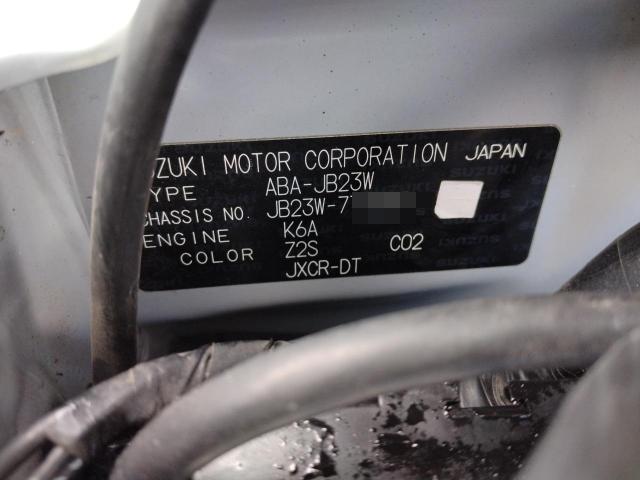 SUZUKI MOTOR CORPORATION JAPAN
TYPE ABA-JB23W
CHASSIS NO. JB23W-7
ENGINE K6A
COLOR Z2S C02
JXCR-DT